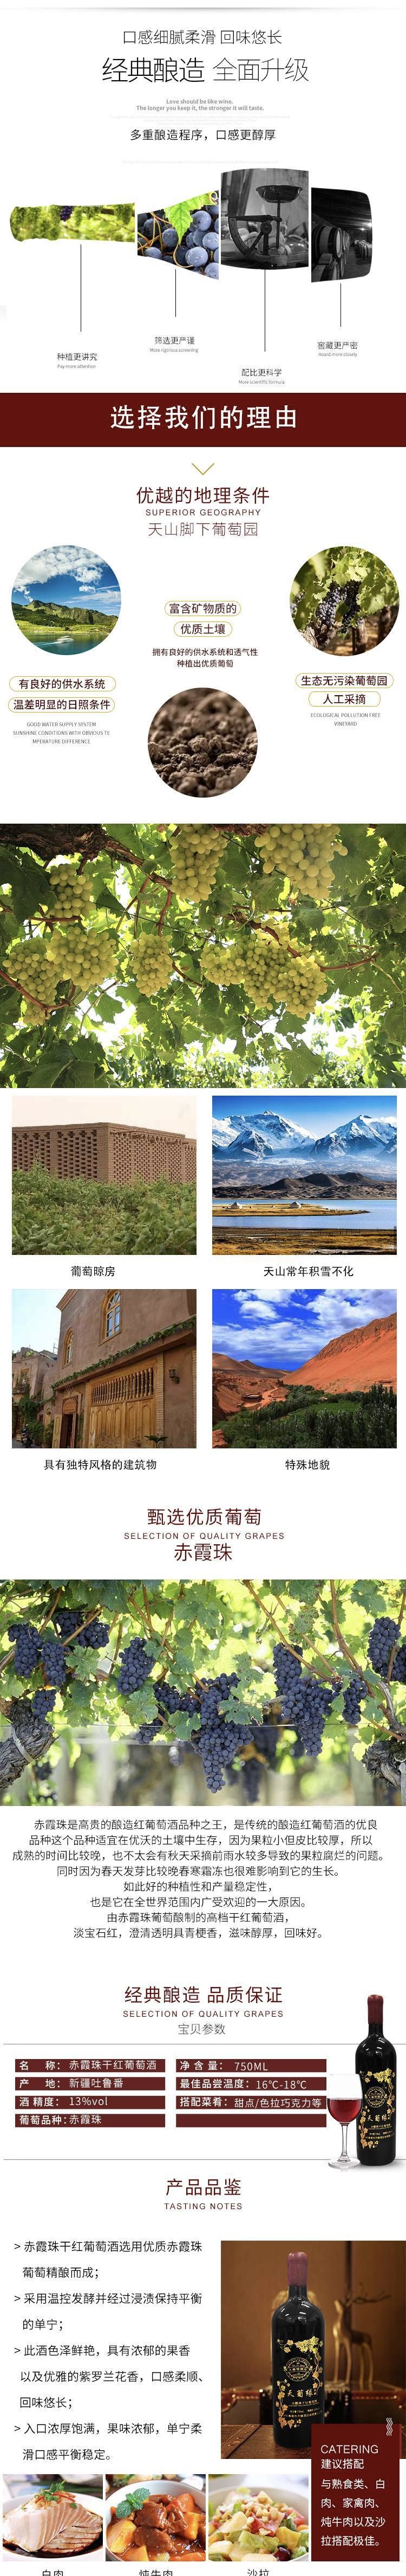 口感细腻柔滑 回味悠长
经典酿造 全面升级
Love should be like wine.
The longer you keep it, the stronger it will taste.
多重酿造程序，口感更醇厚
筛选更严谨
More rigorous screening
窖藏更严密
Hoard more closely
种植更讲究
Pay more attention
配比更科学
More scientific formula
选择我们的理由
优越的地理条件
SUPERIOR GEOGRAPHY
天山脚下葡萄园
富含矿物质的
优质土壤
拥有良好的供水系统和透气性
种植出优质葡萄
有良好的供水系统
温差明显的日照条件
GOOD WATER SUPPLY SYSTEM
SUNSHINE CONDITIONS WITH OBVIOUS TE
MPERATURE DIFFERENCE
生态无污染葡萄园
人工采摘
ECOLOGICAL POLLUTION FREE
VINEYARD
葡萄晾房
天山常年积雪不化
具有独特风格的建筑物
特殊地貌
甄选优质葡萄
SELECTION OF QUALITY GRAPES
赤霞珠
赤霞珠是高贵的酿造红葡萄酒品种之王，是传统的酿造红葡萄酒的优良
品种这个品种适宜在优沃的土壤中生存，因为果粒小但皮比较厚，所以
成熟的时间比较晚，也不太会有秋天采摘前雨水较多导致的果粒腐烂的问题。
同时因为春天发芽比较晚春寒霜冻也很难影响到它的生长。
如此好的种植性和产量稳定性，
也是它在全世界范围内广受欢迎的一大原因。
由赤霞珠葡萄酿制的高档干红葡萄酒，
淡宝石红，澄清透明具青梗香，滋味醇厚，回味好。
经典酿造 品质保证
SELECTION OF QUALITY GRAPES
宝贝参数
名 称：赤霞珠干红葡萄酒
净 含 量： 750ML
产 地：新疆吐鲁番
最佳品尝温度：16℃-18℃
酒 精度：13%vol
搭配菜肴：甜点/色拉巧克力等
葡萄品种：赤霞珠
产品品鉴
TASTING NOTES
> 赤霞珠干红葡萄酒选用优质赤霞珠
葡萄精酿而成；
> 采用温控发酵并经过浸渍保持平衡
的单宁；
> 此酒色泽鲜艳，具有浓郁的果香
以及优雅的紫罗兰花香，口感柔顺、
回味悠长；
> 入口浓厚饱满，果味浓郁，单宁柔
滑口感平衡稳定。
CATERING
建议搭配
与熟食类、白
肉、家禽肉、
炖牛肉以及沙
拉搭配极佳。
白肉
炖牛肉
沙拉